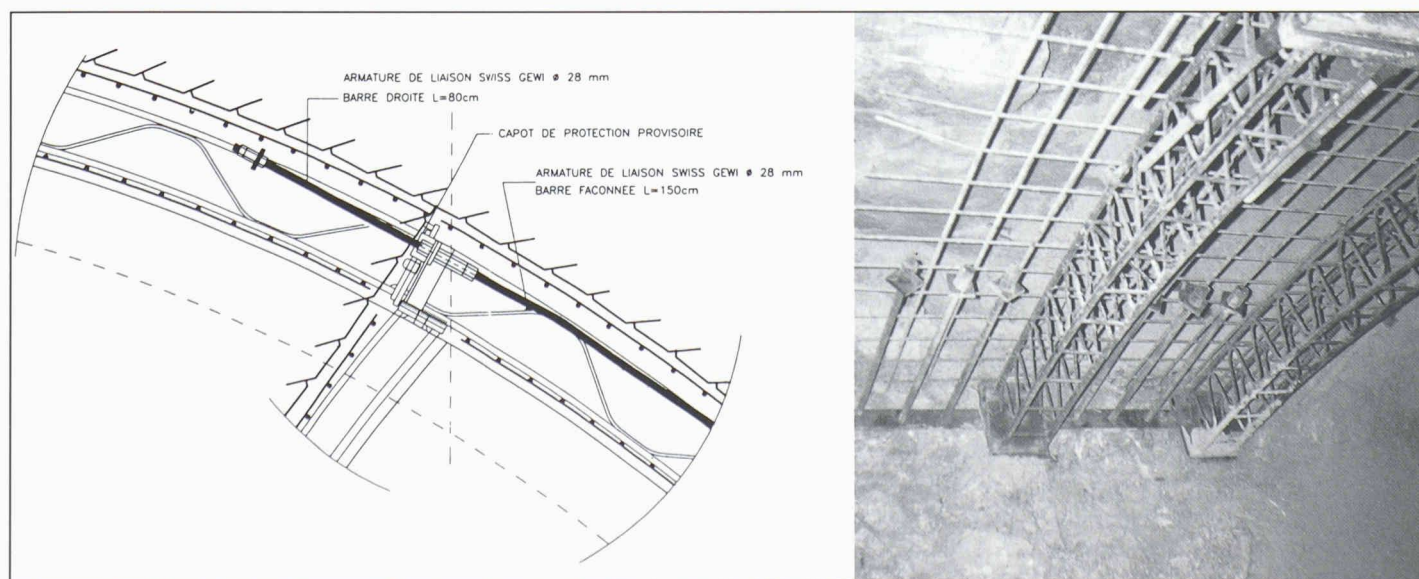 ARMATURE DE LIAISON SWISS GEWI ø 28 mm
BARRE DROITE L=80cm
CAPOT DE PROTECTION PROVISOIRE
ARMATURE DE LIAISON SWISS GEWI ø 28 mm
BARRE FACONNEE L=150cm